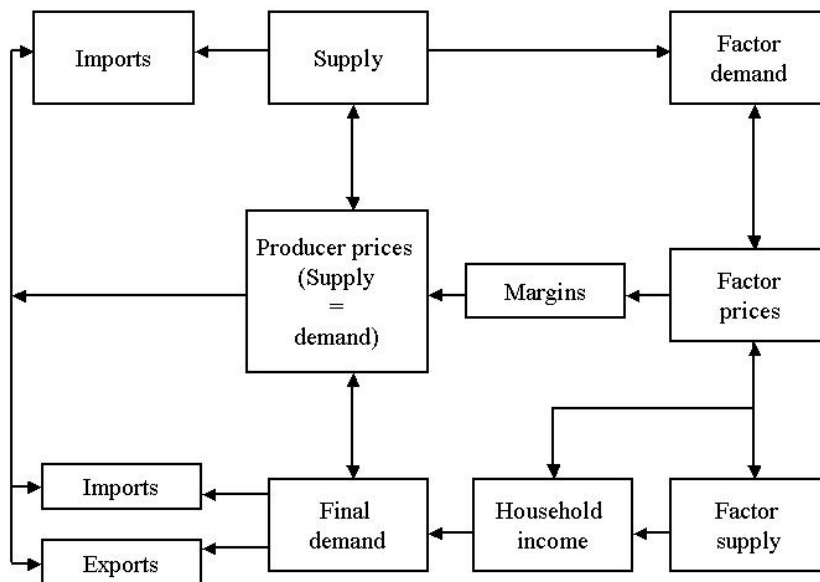 Imports
Supply
Factor
demand
Producer prices
(Supply
=
demand)
Margins
Factor
prices
Imports
Exports
Final
demand
Household
income
Factor
supply